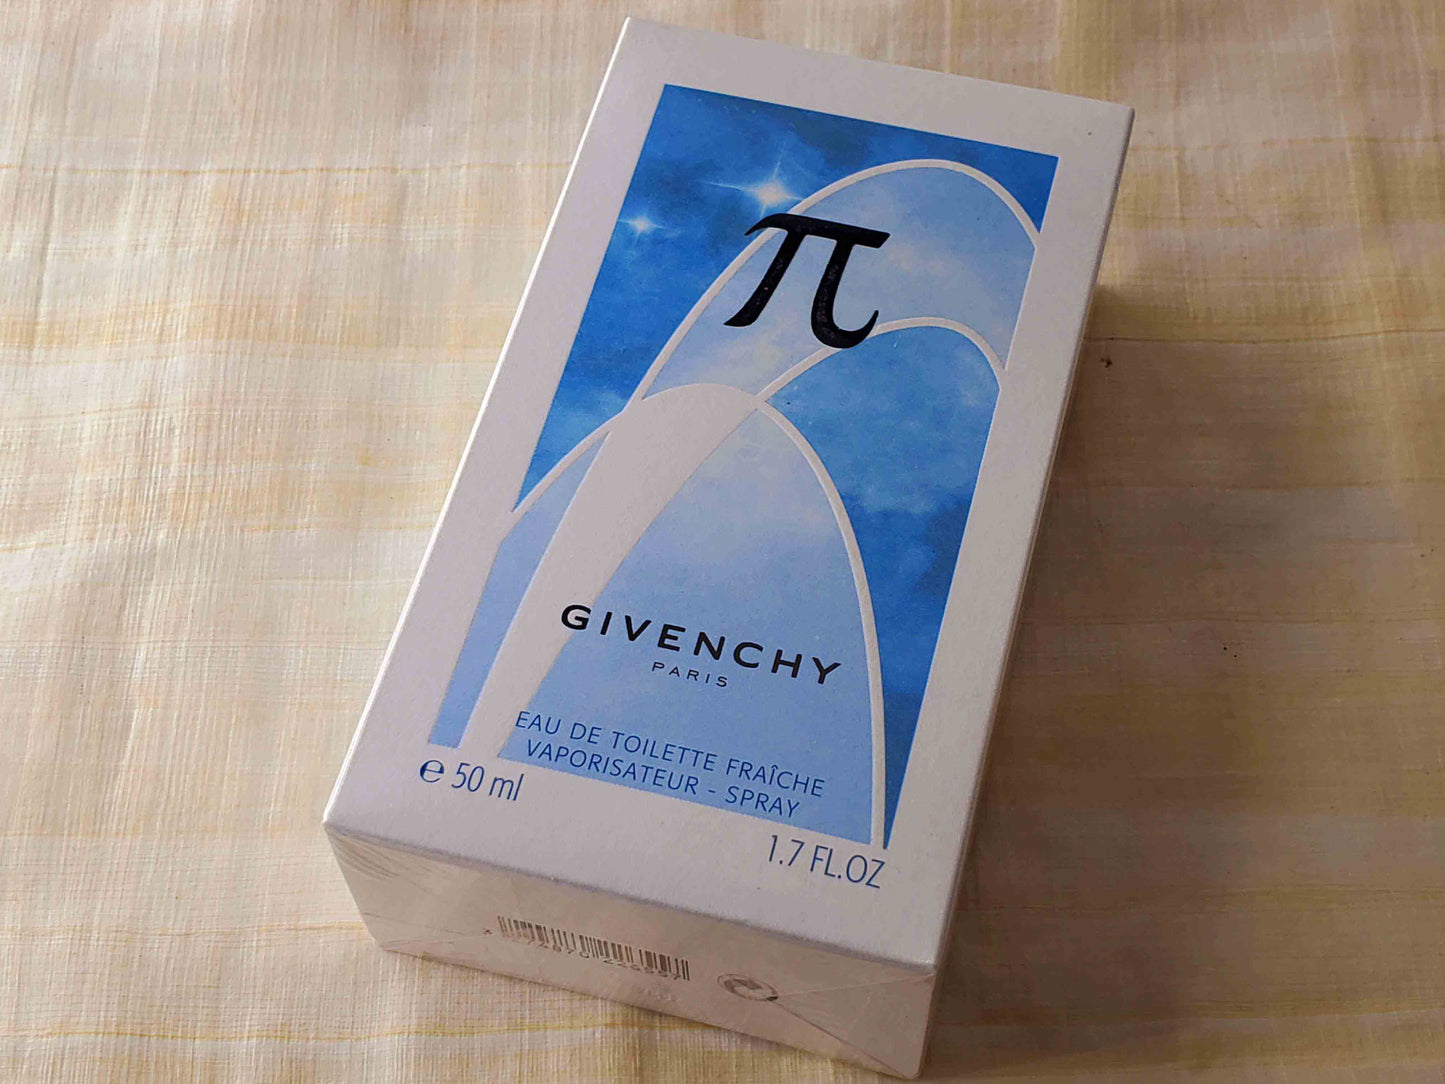 π
GIVENCHY
PARIS
EAU DE TOILETTE FRAÎCHE
VAPORISATEUR - SPRAY
℮ 50 ml
1.7 FL.OZ